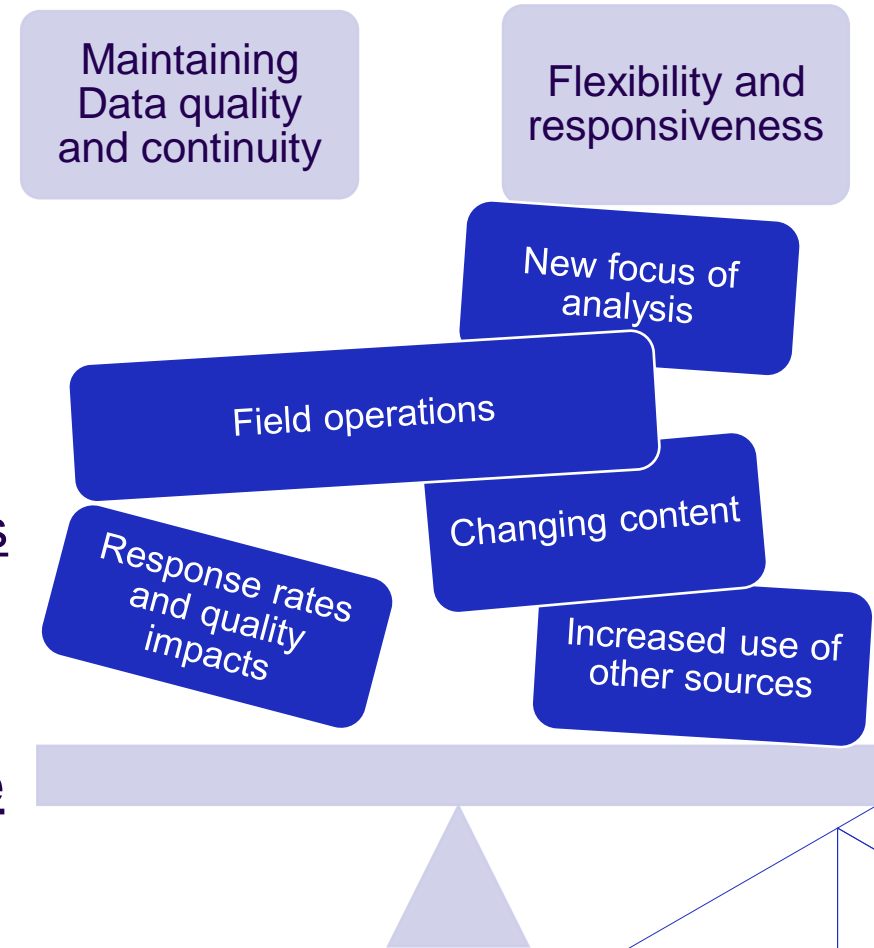 Maintaining
Data quality
and continuity
Flexibility and
responsiveness
New focus of
analysis
Field operations
Changing content
Response rates
and quality
impacts
Increased use of
other sources